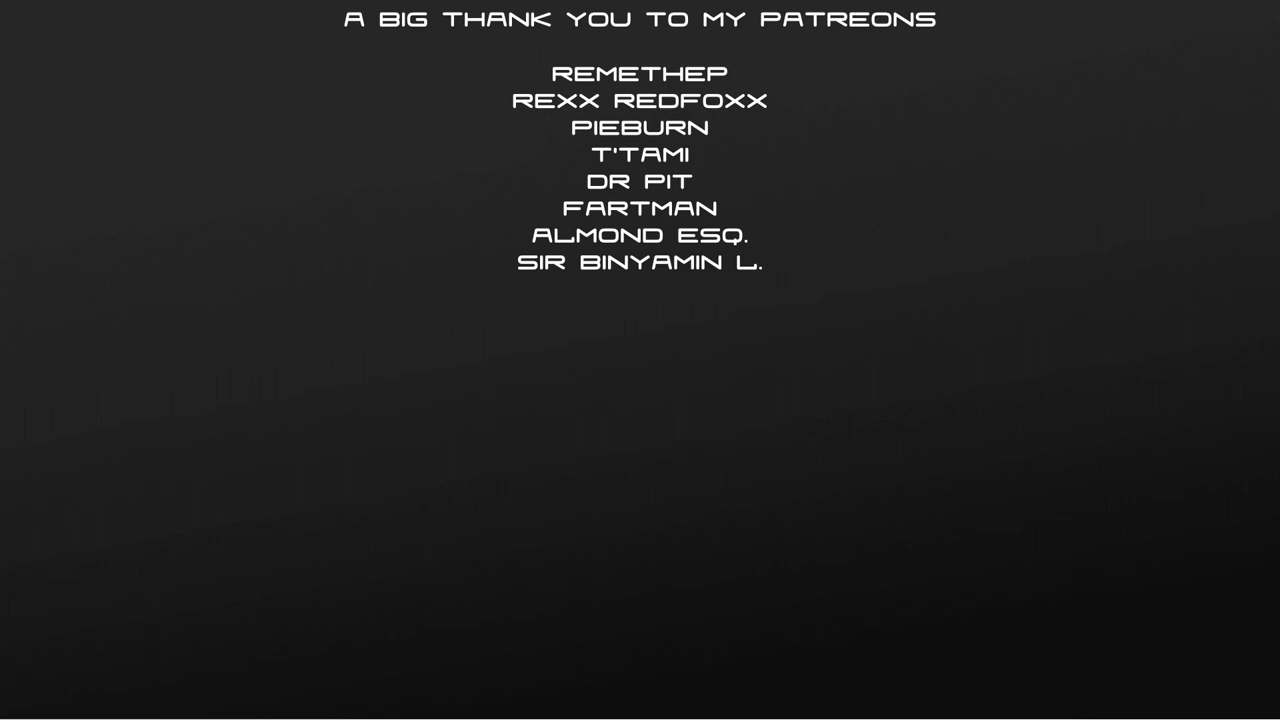 A BIG THANK YOU TO MY PATREONS
REMETHEP
REXX REDFOXX
PIEBURN
T'TAMI
DR PIT
FARTMAN
ALMOND ESQ.
SIR BINYAMIN L.